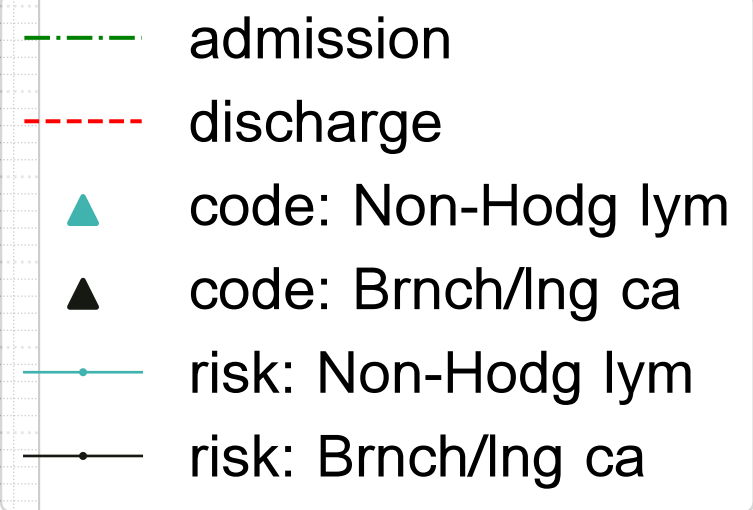 admission
discharge
code: Non-Hodg lym
code: Brnch/lng ca
risk: Non-Hodg lym
risk: Brnch/lng ca